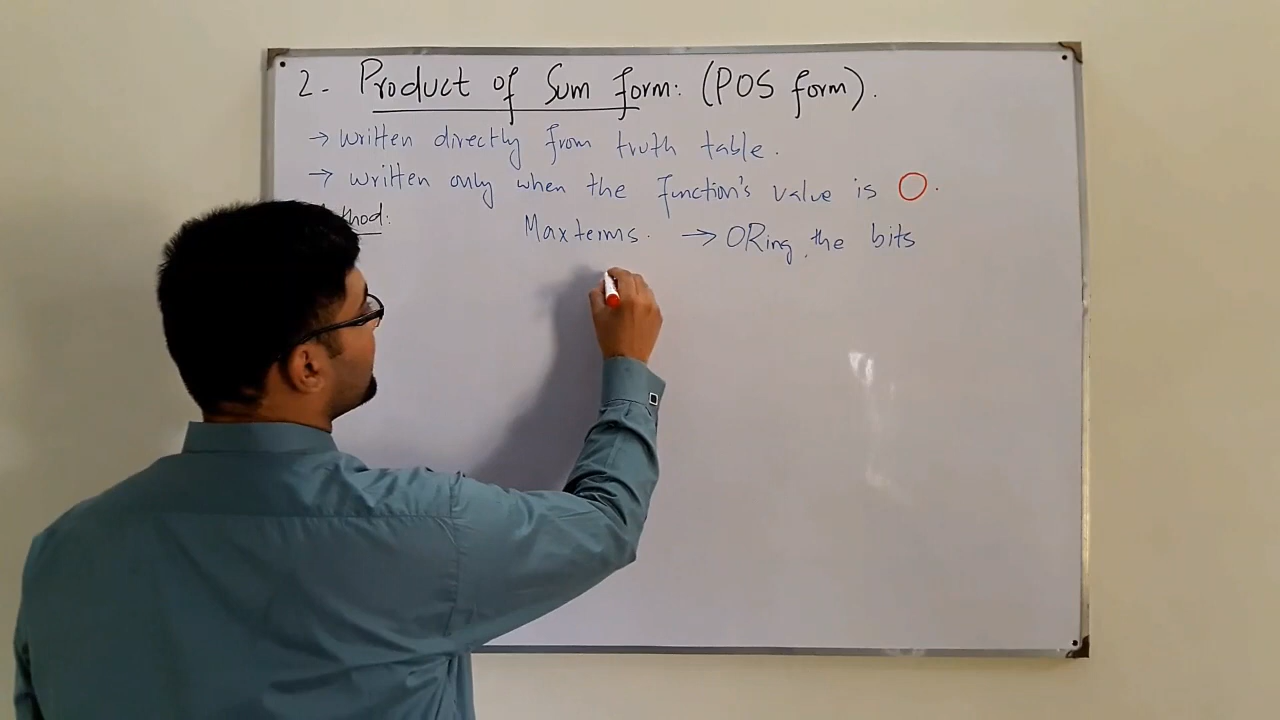 2- Product of Sum form: (POS form).
→ written directly from truth table.
→ written only when the function's value is 0.
thod: Maxterms. → ORing the bits